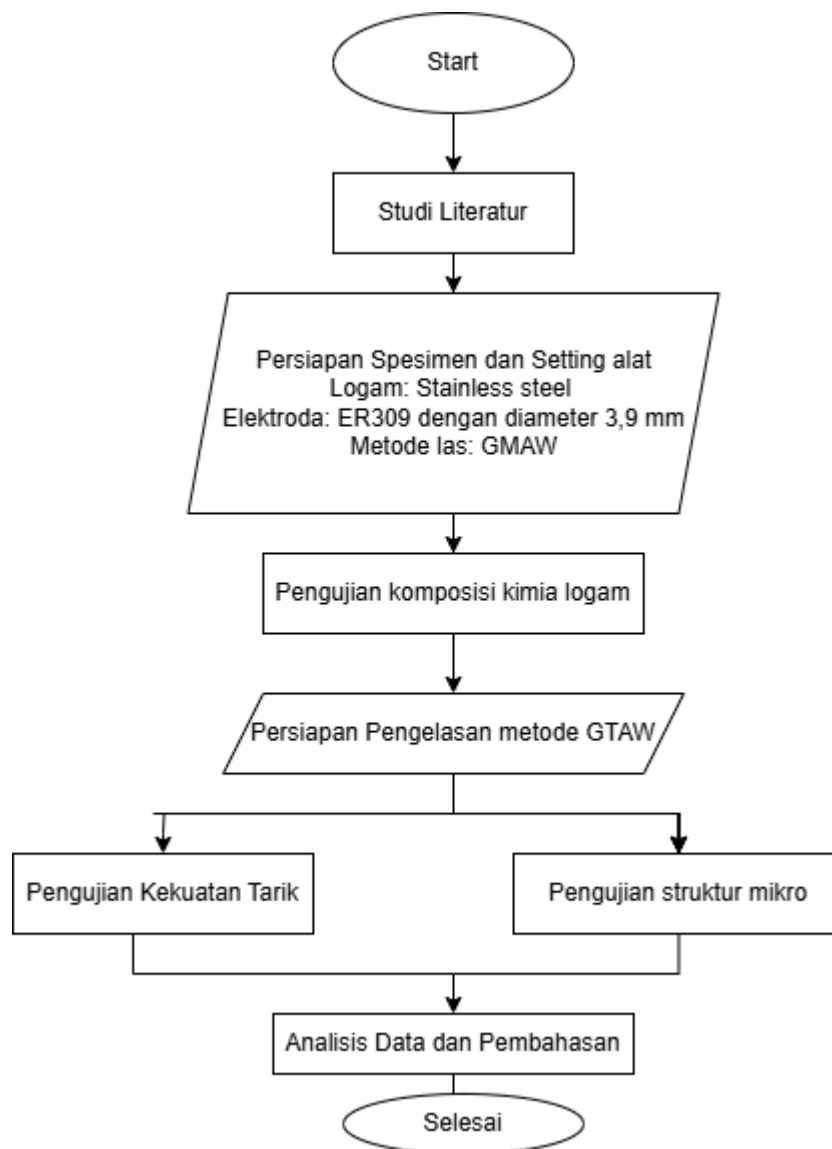 Start
Studi Literatur
Persiapan Spesimen dan Setting alat
Logam: Stainless steel
Elektroda: ER309 dengan diameter 3,9 mm
Metode las: GMAW
Pengujian komposisi kimia logam
Persiapan Pengelasan metode GTAW
Pengujian Kekuatan Tarik
Pengujian struktur mikro
Analisis Data dan Pembahasan
Selesai